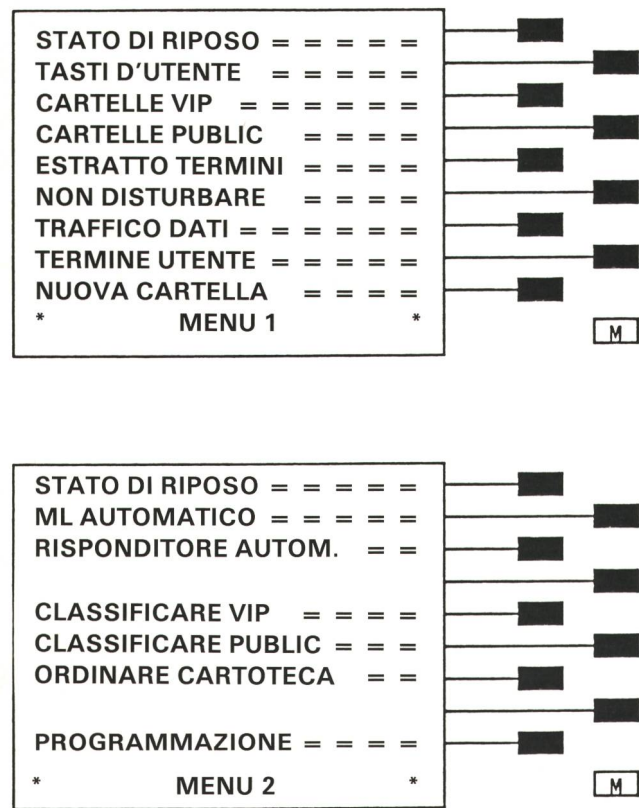 STATO DI RIPOSO = = = = =
TASTI D'UTENTE = = = = =
CARTELLE VIP = = = = = =
CARTELLE PUBLIC = = = =
ESTRATTO TERMINI = = = =
NON DISTURBARE = = = =
TRAFFICO DATI = = = = = =
TERMINE UTENTE = = = = =
NUOVA CARTELLA = = = =
* MENU 1 *
M
STATO DI RIPOSO = = = = =
ML AUTOMATICO = = = = =
RISPONDITORE AUTOM. = =
CLASSIFICARE VIP = = = =
CLASSIFICARE PUBLIC = = =
ORDINARE CARTOTECA = =
PROGRAMMAZIONE = = = =
* MENU 2 *
M